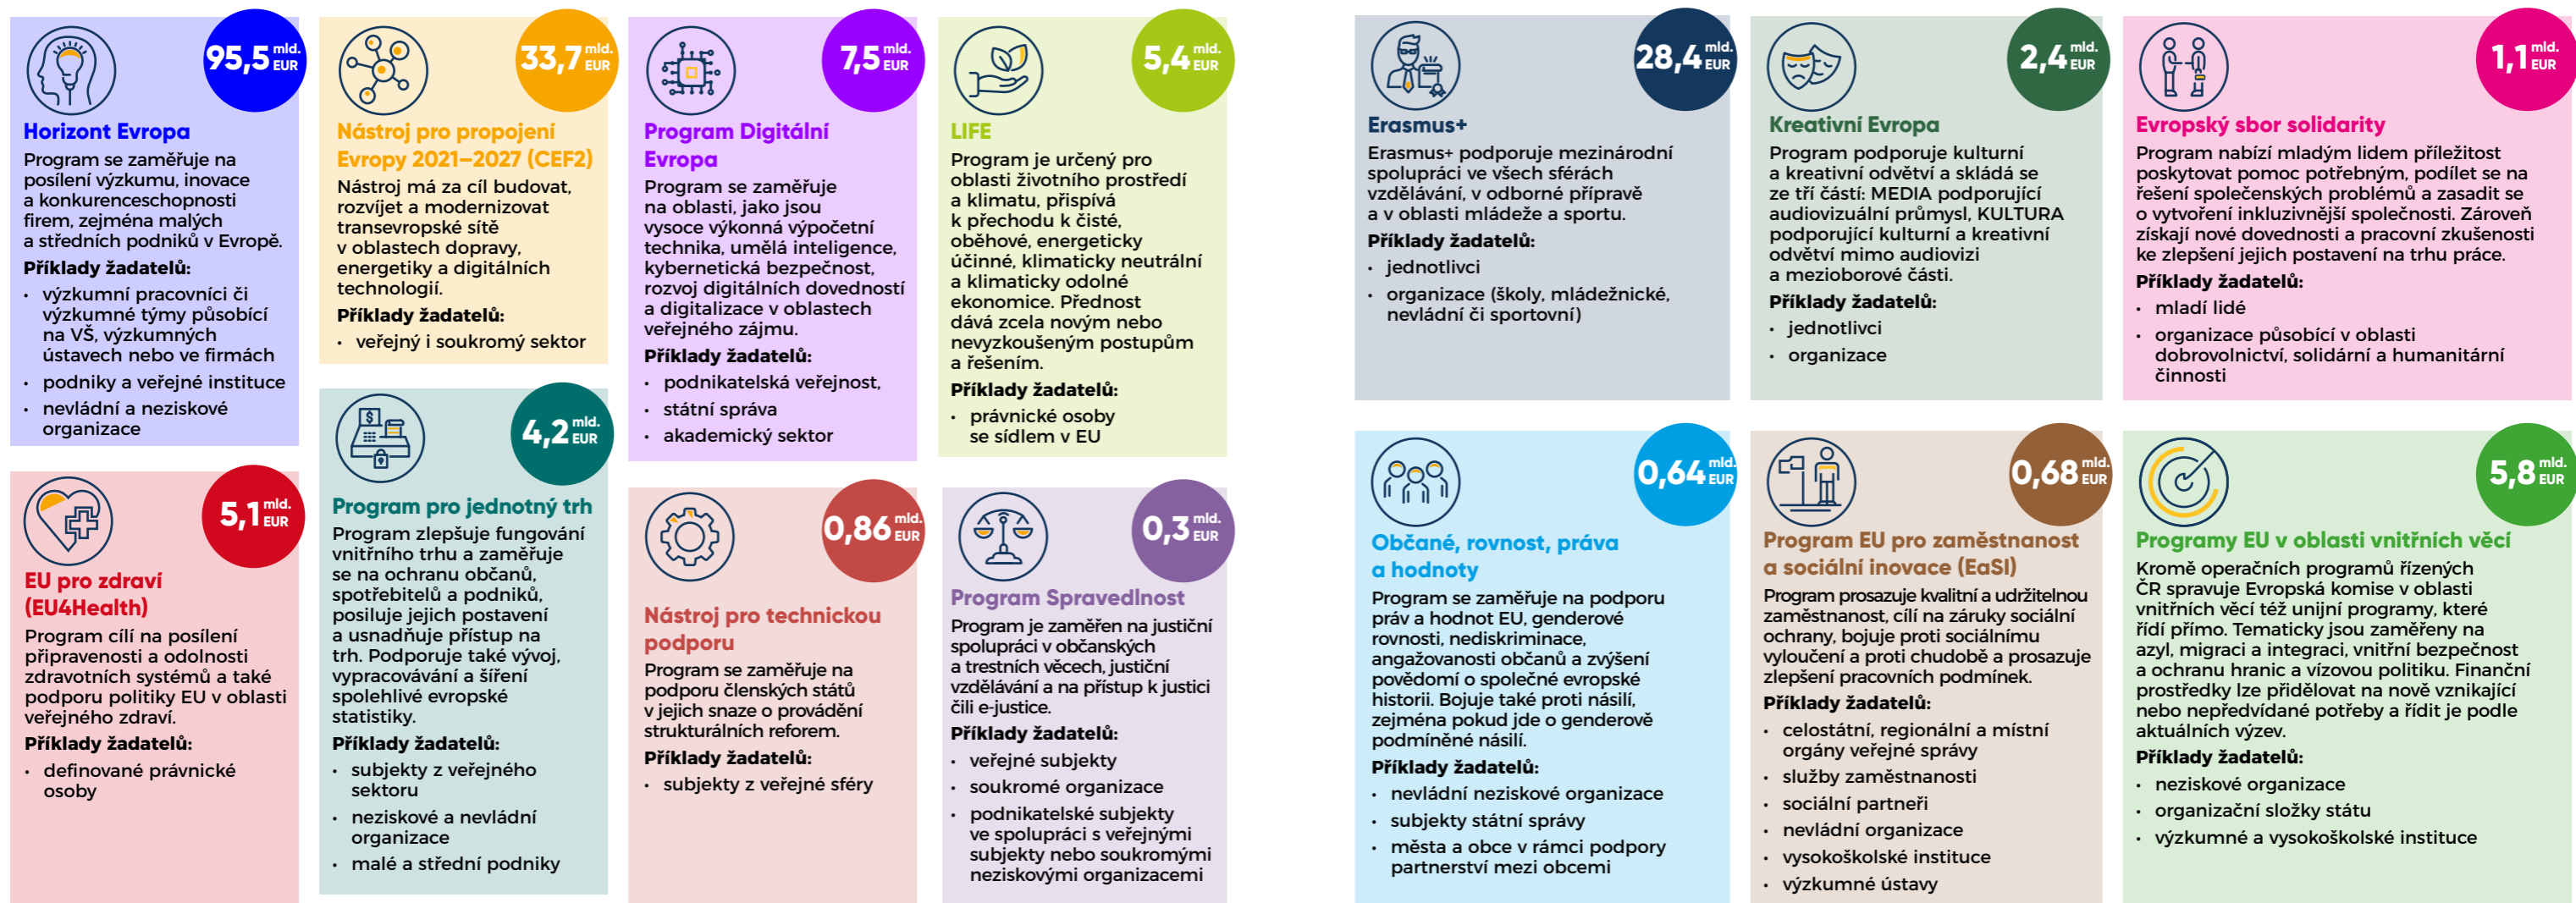 95,5 mld. EUR
Horizont Evropa
Program se zaměřuje na
posílení výzkumu, inovace
a konkurenceschopnosti
firem, zejména malých
a středních podniků v Evropě.
Příklady žadatelů:
• výzkumní pracovníci či
výzkumné týmy působící
na VŠ, výzkumných
ústavech nebo ve firmách
• podniky a veřejné instituce
• nevládní a neziskové
organizace
33,7 mld. EUR
Nástroj pro propojení
Evropy 2021–2027 (CEF2)
Nástroj má za cíl budovat,
rozvíjet a modernizovat
transevropské sítě
v oblastech dopravy,
energetiky a digitálních
technologií.
Příklady žadatelů:
• veřejný i soukromý sektor
7,5 mld. EUR
Program Digitální
Evropa
Program se zaměřuje
na oblasti, jako jsou
vysoce výkonná výpočetní
technika, umělá inteligence,
kybernetická bezpečnost,
rozvoj digitálních dovedností
a digitalizace v oblastech
veřejného zájmu.
Příklady žadatelů:
• podnikatelská veřejnost,
• státní správa
• akademický sektor
5,4 mld. EUR
LIFE
Program je určený pro
oblasti životního prostředí
a klimatu, přispívá
k přechodu k čisté,
oběhové, energeticky
účinné, klimaticky neutrální
a klimaticky odolné
ekonomice. Přednost
dává zcela novým nebo
nevyzkoušeným postupům
a řešením.
Příklady žadatelů:
• právnické osoby
se sídlem v EU
5,1 mld. EUR
EU pro zdraví
(EU4Health)
Program cílí na posílení
připravenosti a odolnosti
zdravotních systémů a také
podporu politiky EU v oblasti
veřejného zdraví.
Příklady žadatelů:
• definované právnické
osoby
$
4,2 mld. EUR
Program pro jednotný trh
Program zlepšuje fungování
vnitřního trhu a zaměřuje
se na ochranu občanů,
spotřebitelů a podniků,
posiluje jejich postavení
a usnadňuje přístup na
trh. Podporuje také vývoj,
vypracovávání a šíření
spolehlivé evropské
statistiky.
Příklady žadatelů:
• subjekty z veřejného
sektoru
• neziskové a nevládní
organizace
• malé a střední podniky
0,86 mld. EUR
Nástroj pro technickou
podporu
Program se zaměřuje na
podporu členských států
v jejich snaze o provádění
strukturálních reforem.
Příklady žadatelů:
• subjekty z veřejné sféry
0,3 mld. EUR
Program Spravedlnost
Program je zaměřen na justiční
spolupráci v občanských
a trestních věcech, justiční
vzdělávání a na přístup k justici
čili e-justice.
Příklady žadatelů:
• veřejné subjekty
• soukromé organizace
• podnikatelské subjekty
ve spolupráci s veřejnými
subjekty nebo soukromými
neziskovými organizacemi
28,4 mld. EUR
Erasmus+
Erasmus+ podporuje mezinárodní
spolupráci ve všech sférách
vzdělávání, v odborné přípravě
a v oblasti mládeže a sportu.
Příklady žadatelů:
• jednotlivci
• organizace (školy, mládežnické,
nevládní či sportovní)
2,4 mld. EUR
Kreativní Evropa
Program podporuje kulturní
a kreativní odvětví a skládá se
ze tří částí: MEDIA podporující
audiovizuální průmysl, KULTURA
podporující kulturní a kreativní
odvětví mimo audiovizi
a mezioborové části.
Příklady žadatelů:
• jednotlivci
• organizace
1,1 mld. EUR
Evropský sbor solidarity
Program nabízí mladým lidem příležitost
poskytovat pomoc potřebným, podílet se na
řešení společenských problémů a zasadit se
o vytvoření inkluzivnější společnosti. Zároveň
získají nové dovednosti a pracovní zkušenosti
ke zlepšení jejich postavení na trhu práce.
Příklady žadatelů:
• mladí lidé
• organizace působící v oblasti
dobrovolnictví, solidární a humanitární
činnosti
0,64 mld. EUR
Občané, rovnost, práva
a hodnoty
Program se zaměřuje na podporu
práv a hodnot EU, genderové
rovnosti, nediskriminace,
angažovanosti občanů a zvýšení
povědomí o společné evropské
historii. Bojuje také proti násilí,
zejména pokud jde o genderově
podmíněné násilí.
Příklady žadatelů:
• nevládní neziskové organizace
• subjekty státní správy
• města a obce v rámci podpory
partnerství mezi obcemi
0,68 mld. EUR
Program EU pro zaměstnanost
a sociální inovace (EaSI)
Program prosazuje kvalitní a udržitelnou
zaměstnanost, cílí na záruky sociální
ochrany, bojuje proti sociálnímu
vyloučení a proti chudobě a prosazuje
zlepšení pracovních podmínek.
Příklady žadatelů:
• celostátní, regionální a místní
orgány veřejné správy
• služby zaměstnanosti
• sociální partneři
• nevládní organizace
• vysokoškolské instituce
• výzkumné ústavy
5,8 mld. EUR
Programy EU v oblasti vnitřních věcí
Kromě operačních programů řízených
ČR spravuje Evropská komise v oblasti
vnitřních věcí též unijní programy, které
řídí přímo. Tematicky jsou zaměřeny na
azyl, migraci a integraci, vnitřní bezpečnost
a ochranu hranic a vízovou politiku. Finanční
prostředky lze přidělovat na nově vznikající
nebo nepředvídané potřeby a řídit je podle
aktuálních výzev.
Příklady žadatelů:
• neziskové organizace
• organizační složky státu
• výzkumné a vysokoškolské instituce